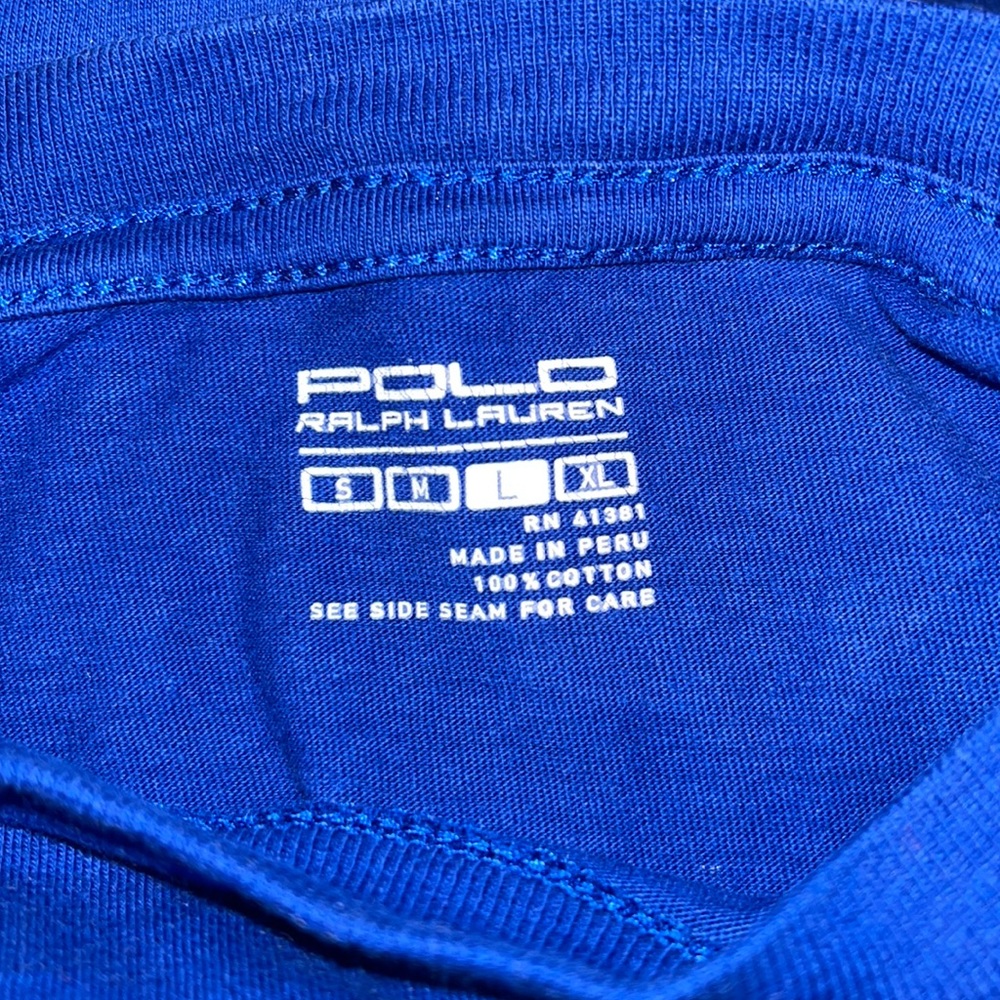 POLO
RALPH LAUREN
S M L XL
RN 41381
MADE IN PERU
100% COTTON
SEE SIDE SEAM FOR CARE